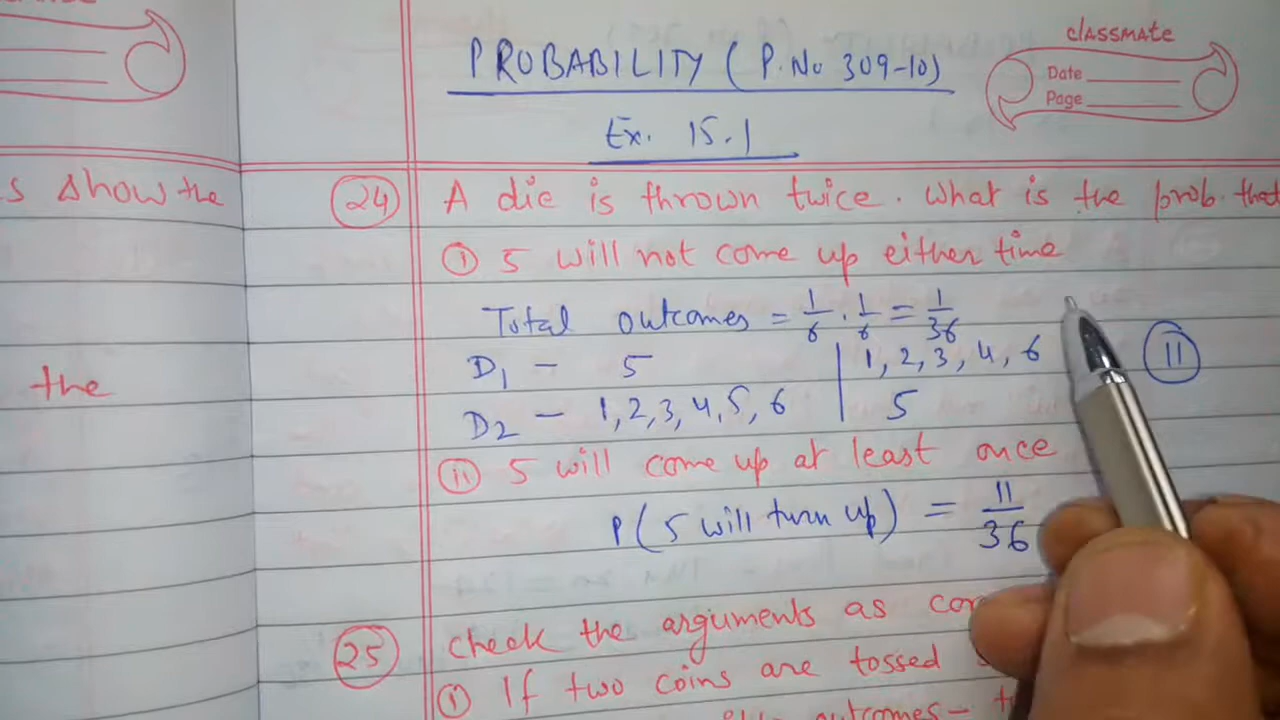 PROBABILITY (P.No 309-10)
Ex. 15.1
classmate
Date
Page
s show the
the
24 A die is thrown twice. What is the prob. that
(i) 5 will not come up either time
Total outcomes = 1/6 . 1/6 = 1/36
D1 - 5 | 1, 2, 3, 4, 6
D2 - 1, 2, 3, 4, 5, 6 | 5
11
(ii) 5 will come up at least once
P(5 will turn up) = 11/36
25 Check the arguments as
(i) If two coins are tossed
outcomes -